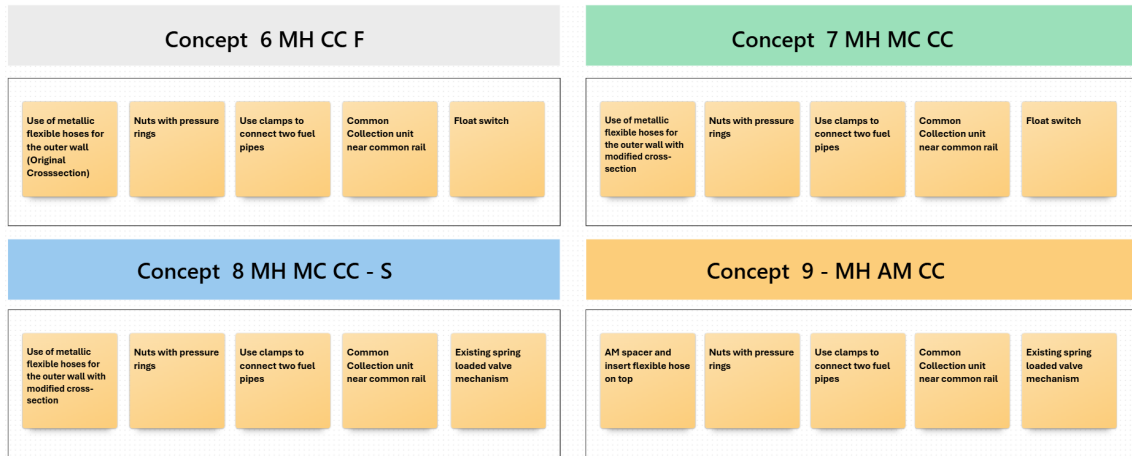 Concept 6 MH CC F
Use of metallic
flexible hoses for
the outer wall
(Original
Crosssection)
Nuts with pressure
rings
Use clamps to
connect two fuel
pipes
Common
Collection unit
near common rail
Float switch
Concept 7 MH MC CC
Use of metallic
flexible hoses for
the outer wall with
modified cross-
section
Nuts with pressure
rings
Use clamps to
connect two fuel
pipes
Common
Collection unit
near common rail
Float switch
Concept 8 MH MC CC - S
Use of metallic
flexible hoses for
the outer wall with
modified cross-
section
Nuts with pressure
rings
Use clamps to
connect two fuel
pipes
Common
Collection unit
near common rail
Existing spring
loaded valve
mechanism
Concept 9 - MH AM CC
AM spacer and
insert flexible hose
on top
Nuts with pressure
rings
Use clamps to
connect two fuel
pipes
Common
Collection unit
near common rail
Existing spring
loaded valve
mechanism